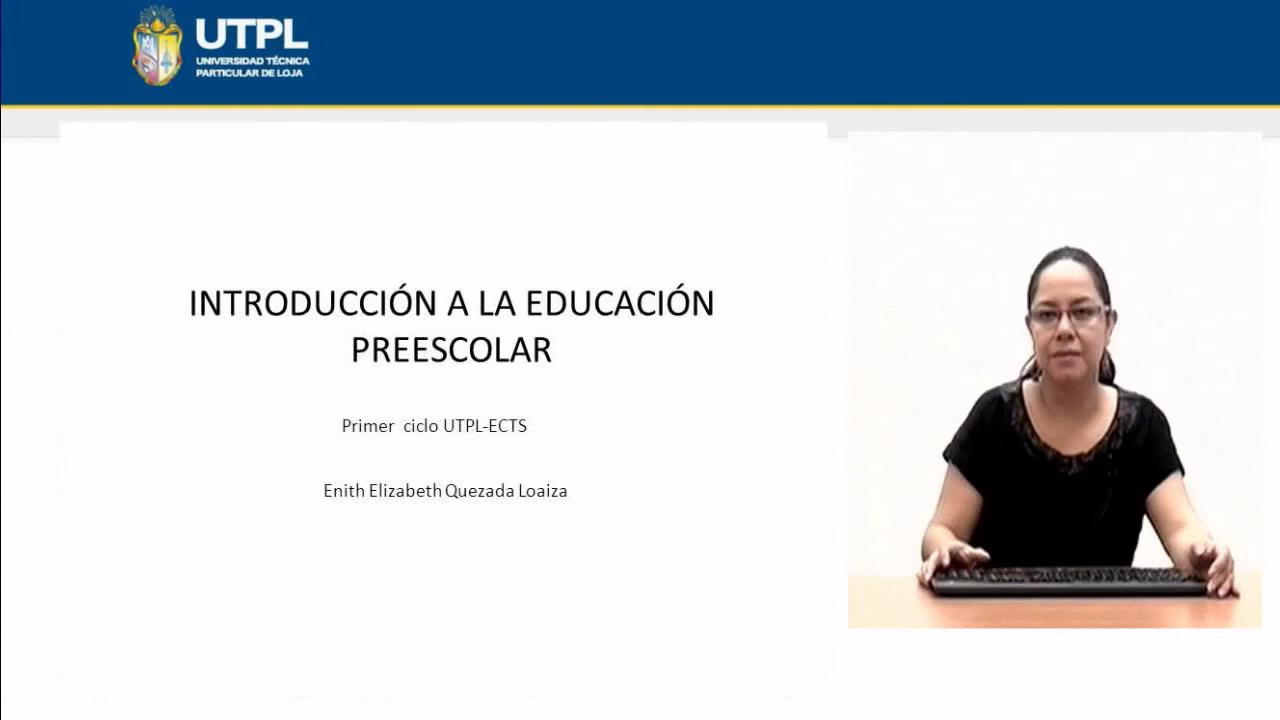 UTPL
UNIVERSIDAD TÉCNICA
PARTICULAR DE LOJA
INTRODUCCIÓN A LA EDUCACIÓN
PREESCOLAR
Primer ciclo UTPL-ECTS
Enith Elizabeth Quezada Loaiza